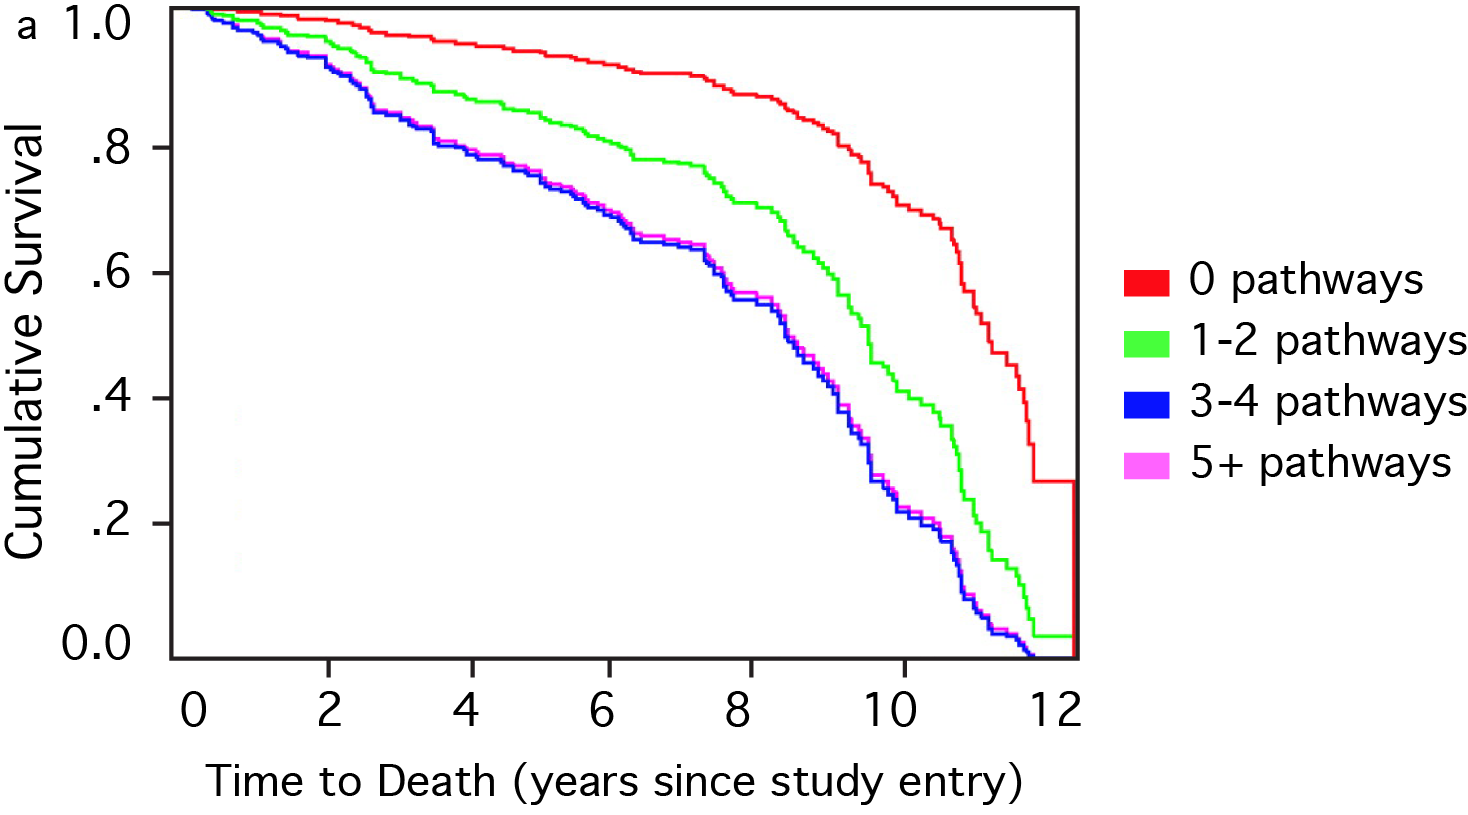 a
1.0
.8
.6
.4
.2
0.0
Cumulative Survival
0 2 4 6 8 10 12
Time to Death (years since study entry)
0 pathways
1-2 pathways
3-4 pathways
5+ pathways